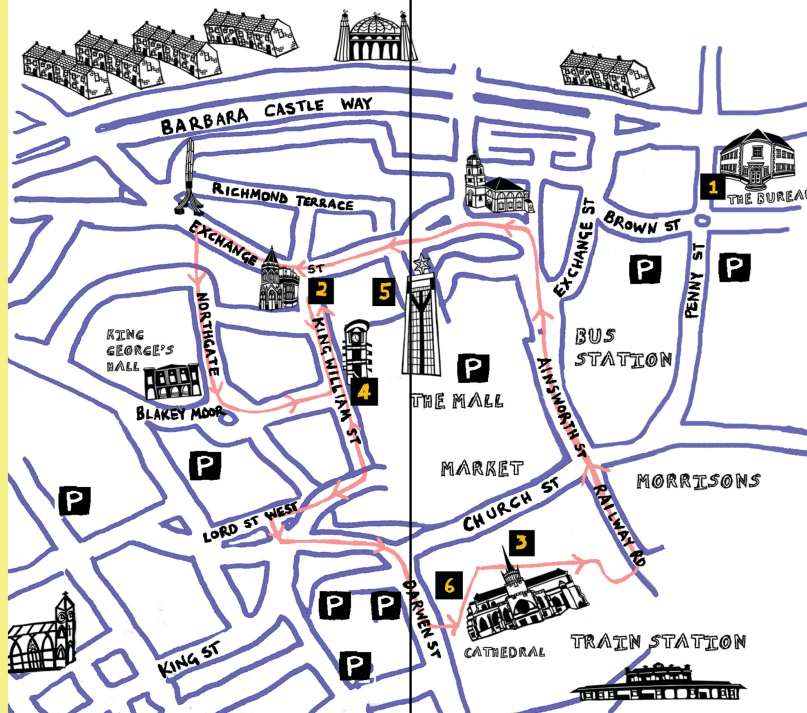 BARBARA CASTLE WAY
RICHMOND TERRACE
1
THE BUREAU
EXCHANGE ST
BROWN ST
EXCHANGE
ST
P
P
PENNY ST
2
5
NORTHGATE
KING WILLIAM ST
KING
GEORGE'S
HALL
BUS
STATION
P
AINSWORTH ST
4
THE MALL
BLAKEY MOOR
P
MARKET
MORRISONS
P
CHURCH ST
RAILWAY RD
LORD ST WEST
3
6
DARWEN ST
P
P
CATHEDRAL
TRAIN STATION
KING ST
P